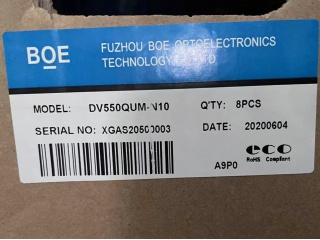 BOE
FUZHOU BOE OPTOELECTRONICS
TECHNOLOGY CO LTD
MODEL: DV550QUM-N10 Q'TY: 8PCS
SERIAL NO: XGAS20500003 DATE: 20200604
eco
RoHS Compliant
A9P0